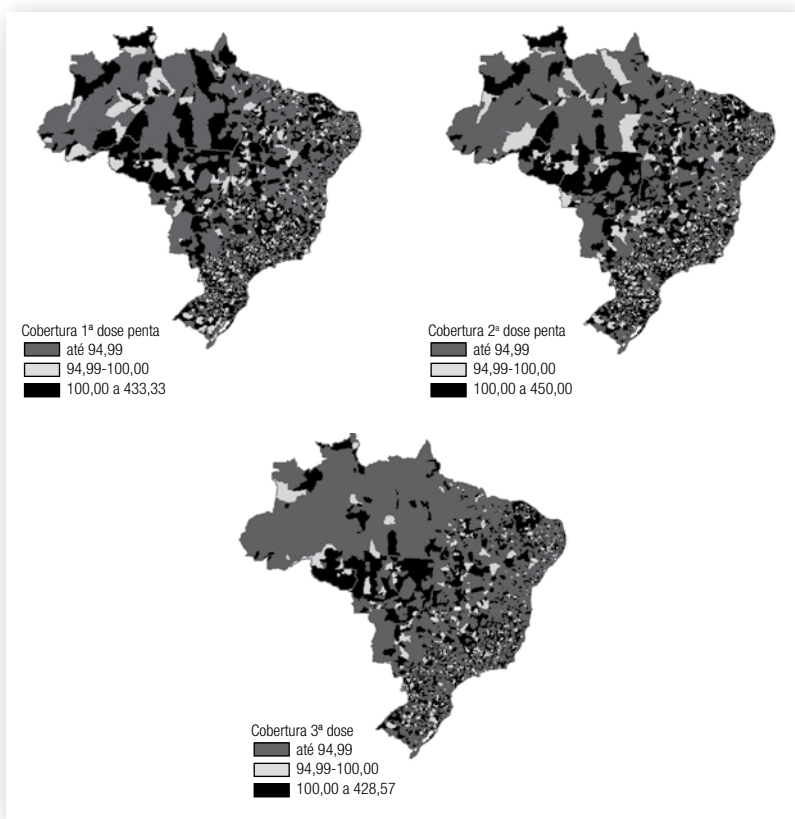 Cobertura 1ª dose penta
até 94,99
94,99-100,00
100,00 a 433,33
Cobertura 2ª dose penta
até 94,99
94,99-100,00
100,00 a 450,00
Cobertura 3ª dose
até 94,99
94,99-100,00
100,00 a 428,57